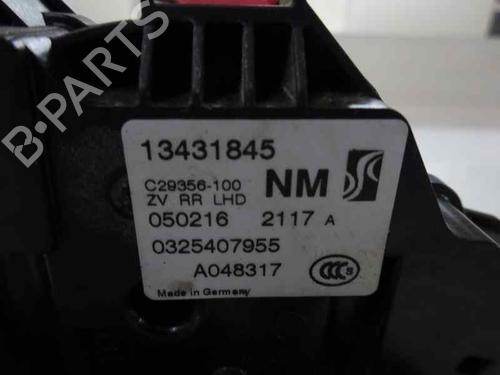 B-PARTS
13431845
C29356-100 NM
ZV RR LHD
050216 2117 A
0325407955
A048317
Made in Germany